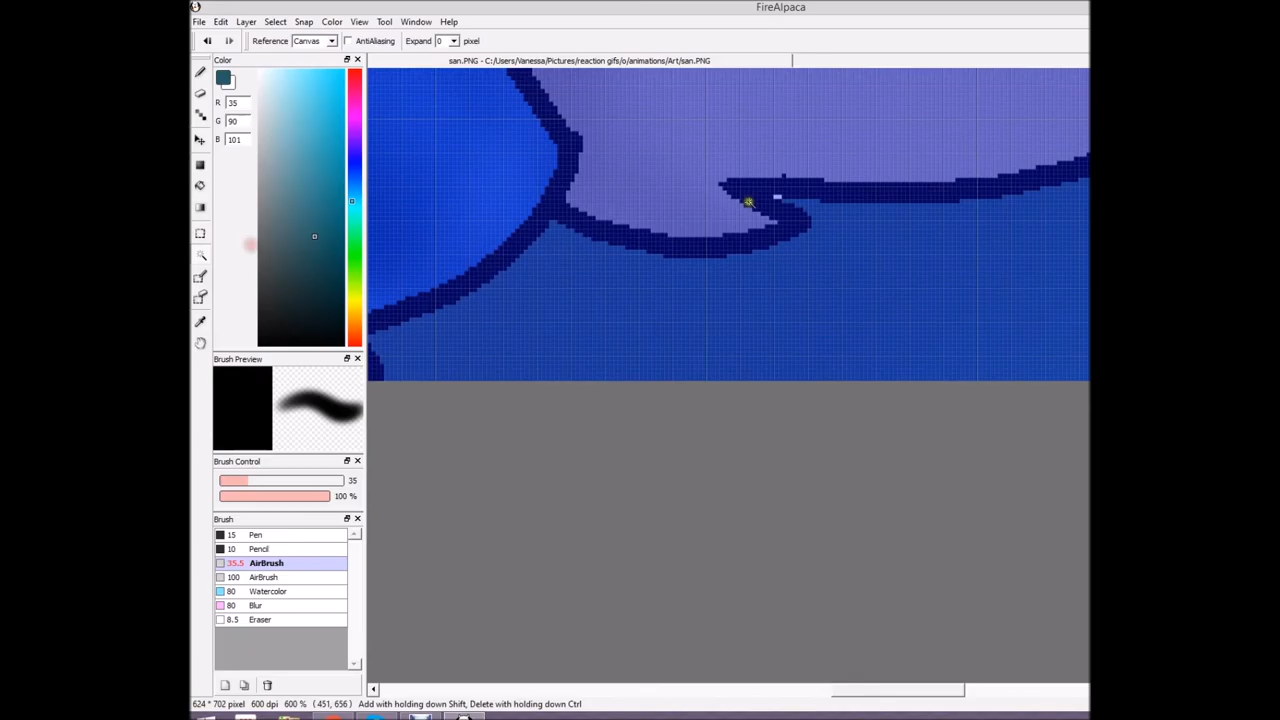 FireAlpaca
File Edit Layer Select Snap Color View Tool Window Help
Reference Canvas AntiAliasing Expand 0 pixel
Color
san.PNG - C:/Users/Vanessa/Pictures/reaction gifs/o/animations/Art/san.PNG
R 35
G 90
B 101
Brush Preview
Brush Control
35
100 %
Brush
15 Pen
10 Pencil
35.5 AirBrush
100 AirBrush
80 Watercolor
80 Blur
8.5 Eraser
624 * 702 pixel 600 dpi 600 % (451, 656) Add with holding down Shift, Delete with holding down Ctrl